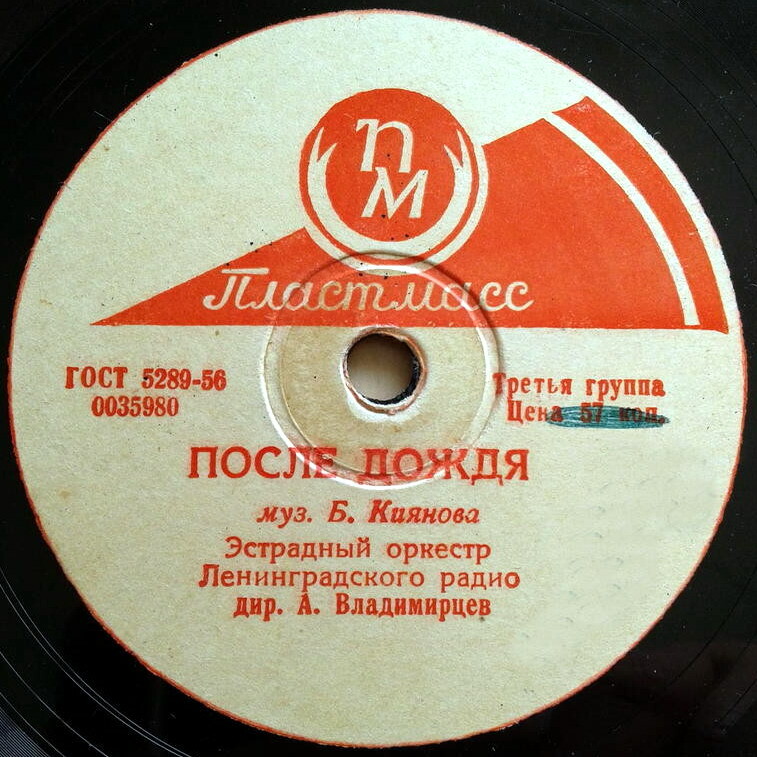 ПМ
Пластмасс
ГОСТ 5289-56
0035980
Третья группа
Цена 57 коп.
ПОСЛЕ ДОЖДЯ
муз. Б. Киянова
Эстрадный оркестр
Ленинградского радио
дир. А. Владимирцев